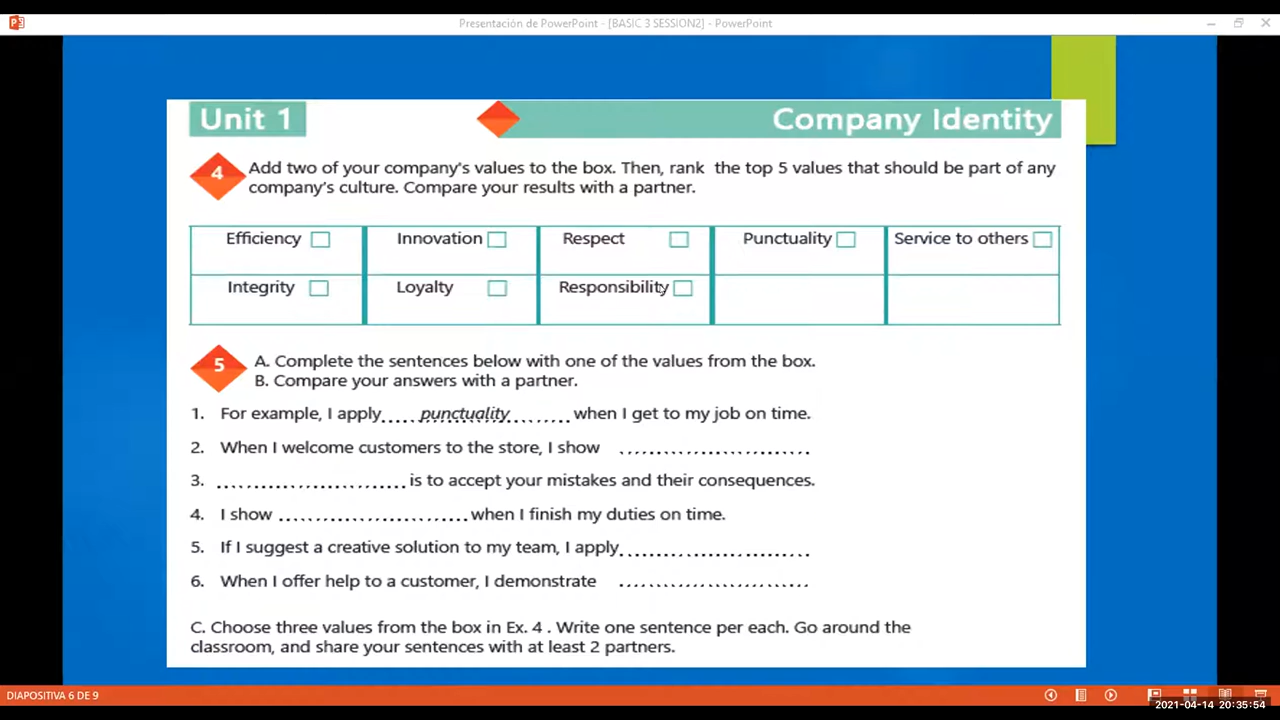 Presentación de PowerPoint - [BASIC 3 SESSION2] - PowerPoint
Unit 1
Company Identity
4
Add two of your company's values to the box. Then, rank the top 5 values that should be part of any
company's culture. Compare your results with a partner.
Efficiency Innovation Respect Punctuality Service to others
Integrity Loyalty Responsibility
5
A. Complete the sentences below with one of the values from the box.
B. Compare your answers with a partner.
1. For example, I apply.....punctuality........when I get to my job on time.
2. When I welcome customers to the store, I show ..........................
3. ..........................is to accept your mistakes and their consequences.
4. I show ..........................when I finish my duties on time.
5. If I suggest a creative solution to my team, I apply..........................
6. When I offer help to a customer, I demonstrate ..........................
C. Choose three values from the box in Ex. 4 . Write one sentence per each. Go around the
classroom, and share your sentences with at least 2 partners.
DIAPOSITIVA 6 DE 9
2021-04-14 20:35:54